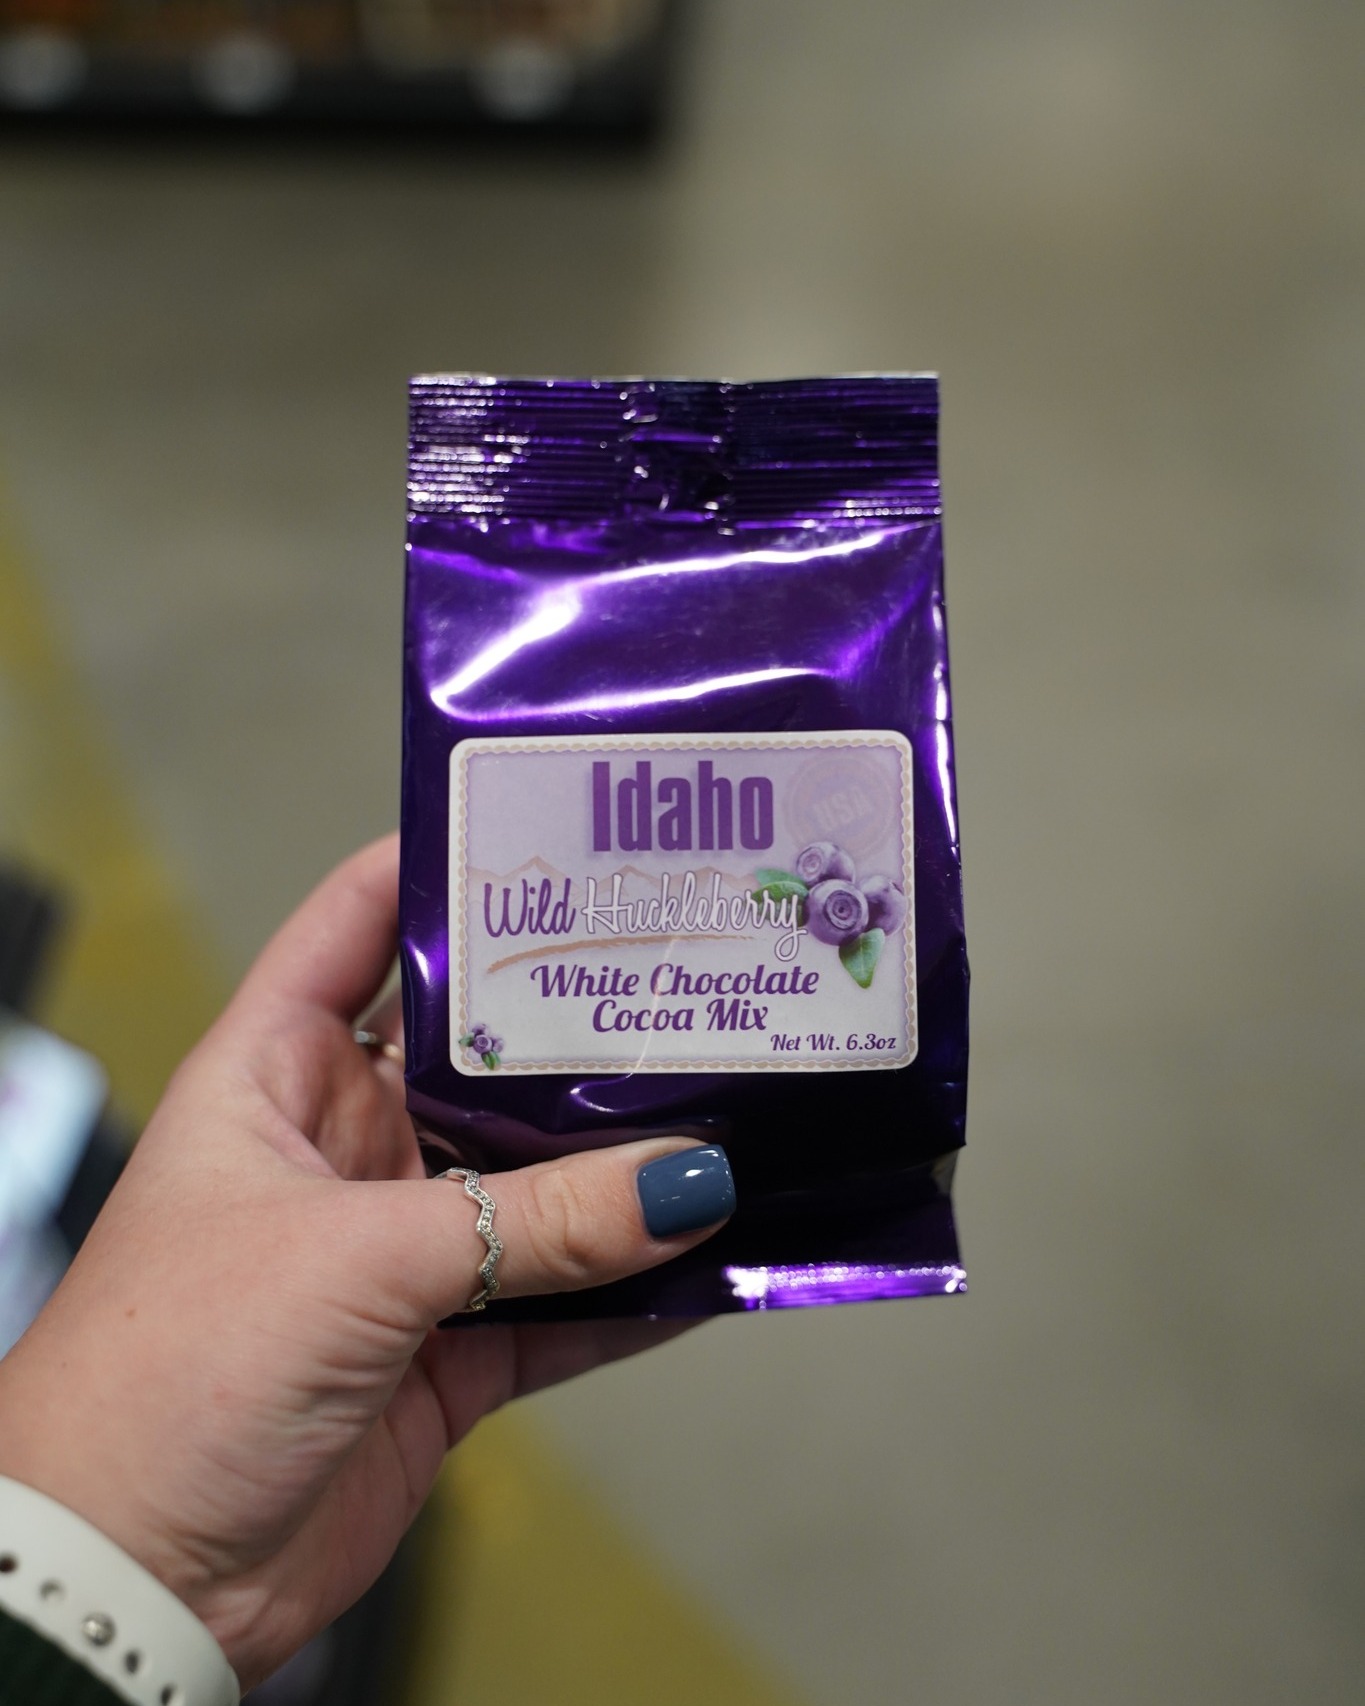 Idaho
Wild Huckleberry
White Chocolate
Cocoa Mix
Net Wt. 6.3oz